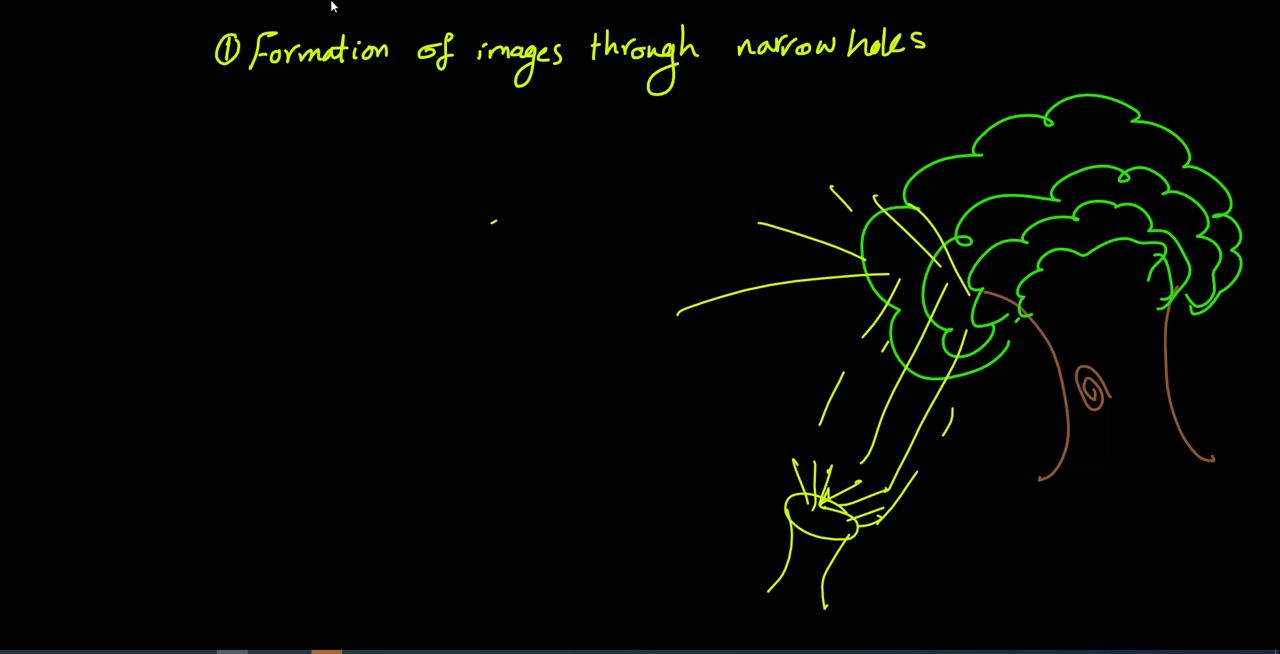 ① Formation of images through narrow holes